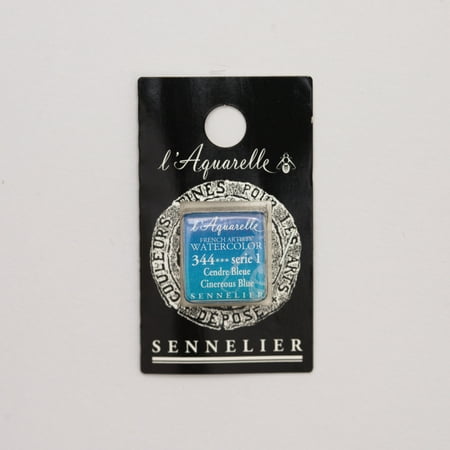 l'Aquarelle
COULEURS FINES POUR LES ARTS
l'Aquarelle
FRENCH ARTISTS'
WATERCOLOR
344*** serie 1
Cendre Bleue
Cinereous Blue
SENNELIER
DÉPOSÉ
SENNELIER